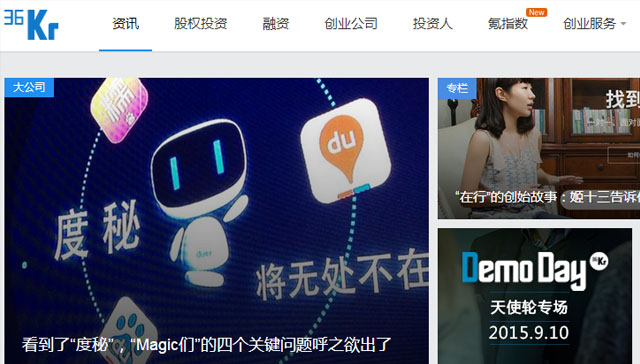 36Kr
资讯
股权投资
融资
创业公司
投资人
氪指数
New
创业服务
大公司
du
度秘
duer
将无处不在
看到了“度秘”，“Magic们”的四个关键问题呼之欲出了
专栏
找到
面对
“在行”的创始故事：姬十三告诉你
Demo Day
36Kr
天使轮专场
2015.9.10